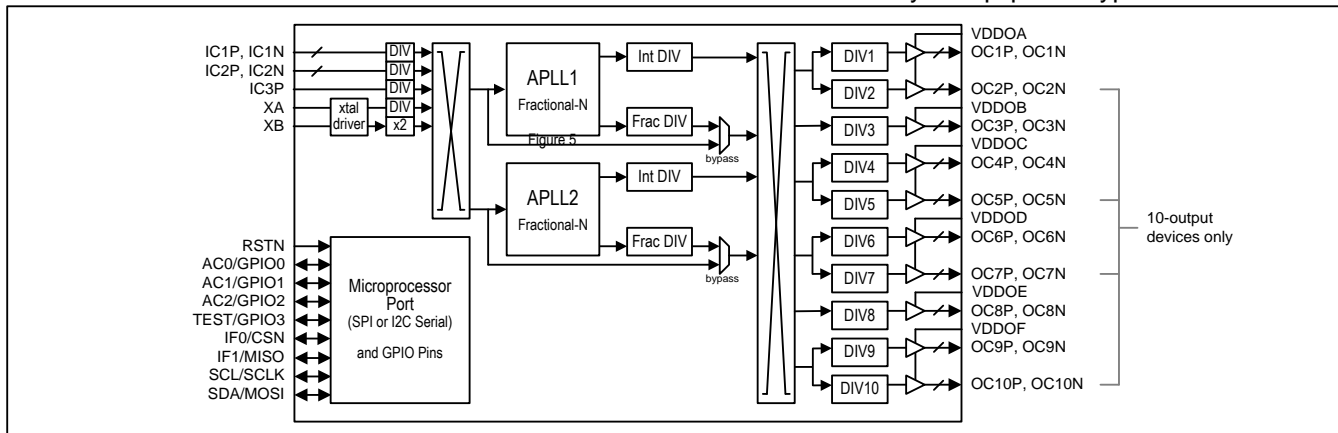 IC1P, IC1N
IC2P, IC2N
IC3P
XA
XB
xtal
driver
DIV
DIV
DIV
DIV
x2
APLL1
Fractional-N
Figure 5
Int DIV
Frac DIV
bypass
APLL2
Fractional-N
Int DIV
Frac DIV
bypass
RSTN
AC0/GPIO0
AC1/GPIO1
AC2/GPIO2
TEST/GPIO3
IF0/CSN
IF1/MISO
SCL/SCLK
SDA/MOSI
Microprocessor
Port
(SPI or I2C Serial)
and GPIO Pins
DIV1
DIV2
DIV3
DIV4
DIV5
DIV6
DIV7
DIV8
DIV9
DIV10
VDDOA
OC1P, OC1N
OC2P, OC2N
VDDOB
OC3P, OC3N
VDDOC
OC4P, OC4N
OC5P, OC5N
VDDOD
OC6P, OC6N
OC7P, OC7N
VDDOE
OC8P, OC8N
VDDOF
OC9P, OC9N
OC10P, OC10N
10-output
devices only